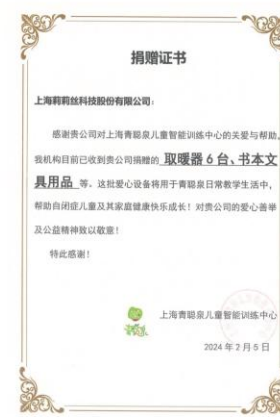 捐赠证书
上海莉莉丝科技股份有限公司：
感谢贵公司对上海青聪泉儿童智能训练中心的关爱与帮助，
我机构目前已收到贵公司捐赠的 取暖器 6 台、书本文
具用品 等。这批爱心设备将用于青聪泉日常教学生活中，
帮助自闭症儿童及其家庭健康快乐成长！对贵公司的爱心善举
及公益精神致以敬意！
特此感谢！
上海青聪泉儿童智能训练中心
2024 年 2 月 5 日